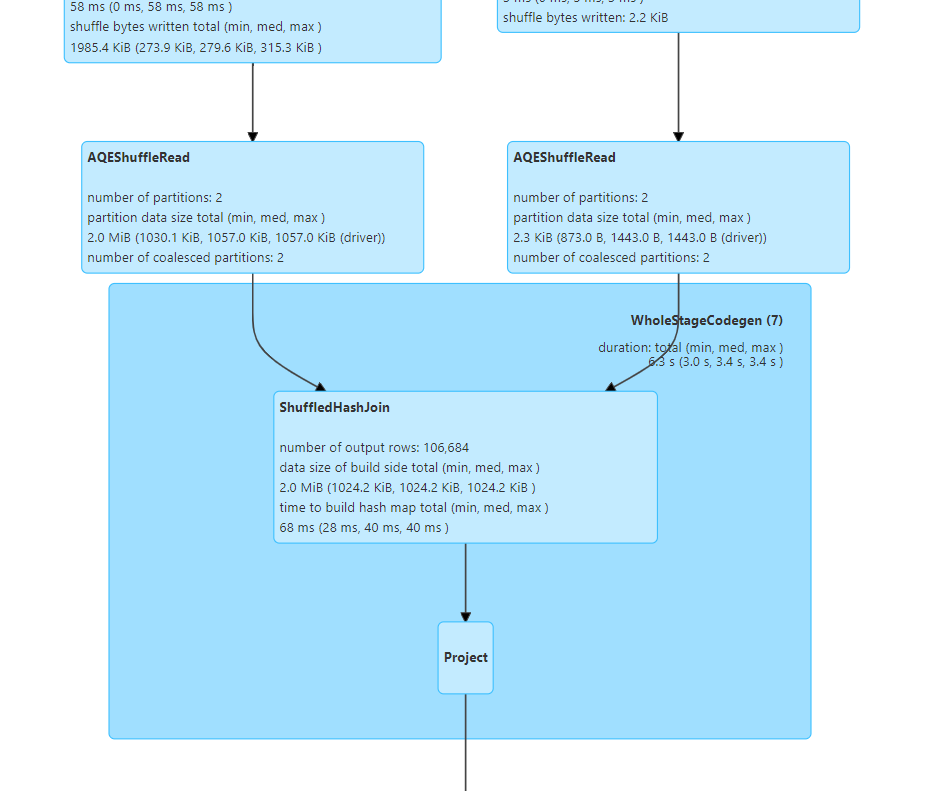 58 ms (0 ms, 58 ms, 58 ms )
shuffle bytes written total (min, med, max )
1985.4 KiB (273.9 KiB, 279.6 KiB, 315.3 KiB )
shuffle bytes written: 2.2 KiB
AQEShuffleRead
number of partitions: 2
partition data size total (min, med, max )
2.0 MiB (1030.1 KiB, 1057.0 KiB, 1057.0 KiB (driver))
number of coalesced partitions: 2
AQEShuffleRead
number of partitions: 2
partition data size total (min, med, max )
2.3 KiB (873.0 B, 1443.0 B, 1443.0 B (driver))
number of coalesced partitions: 2
WholeStageCodegen (7)
duration: total (min, med, max )
6.3 s (3.0 s, 3.4 s, 3.4 s )
ShuffledHashJoin
number of output rows: 106,684
data size of build side total (min, med, max )
2.0 MiB (1024.2 KiB, 1024.2 KiB, 1024.2 KiB )
time to build hash map total (min, med, max )
68 ms (28 ms, 40 ms, 40 ms )
Project